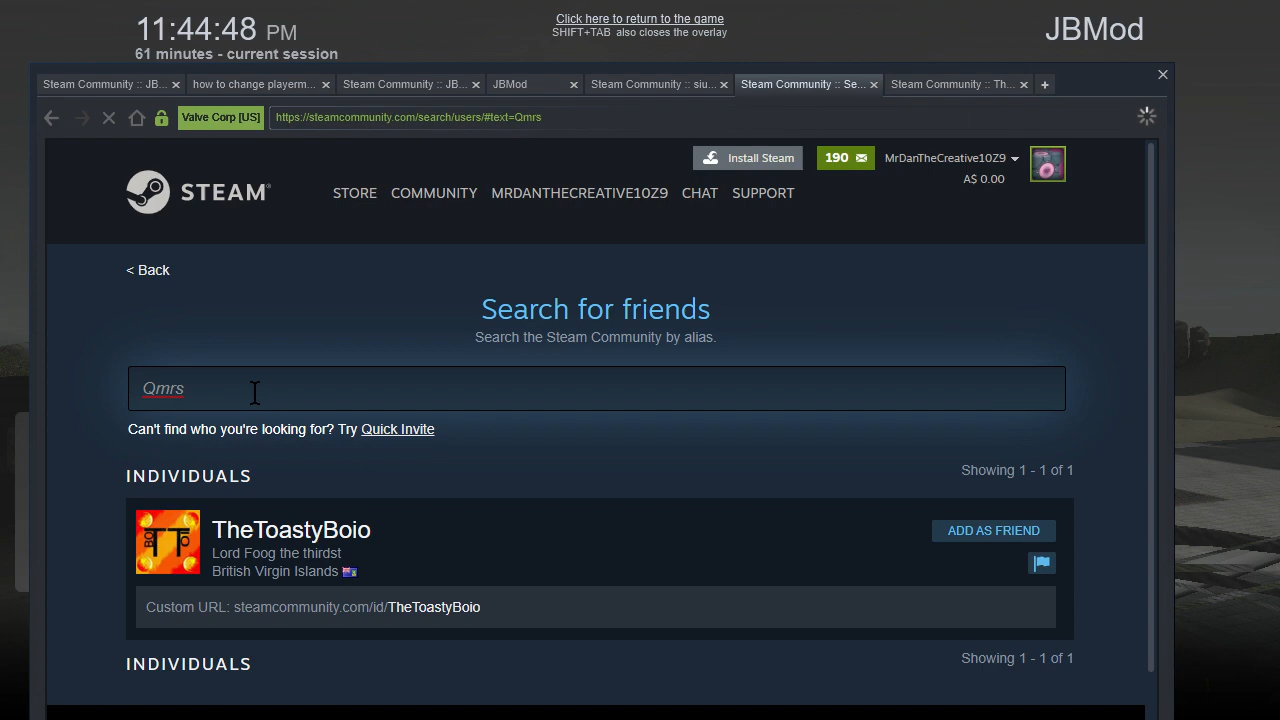 11:44:48 PM
61 minutes - current session
Click here to return to the game
SHIFT+TAB also closes the overlay
JBMod
Steam Community :: JB...
how to change playerm...
Steam Community :: JB...
JBMod
Steam Community :: siu...
Steam Community :: Se...
Steam Community :: Th...
Valve Corp [US]
https://steamcommunity.com/search/users/#text=Qmrs
Install Steam
190
MrDanTheCreative10Z9
A$ 0.00
STEAM®
STORE COMMUNITY MRDANTHECREATIVE10Z9 CHAT SUPPORT
< Back
Search for friends
Search the Steam Community by alias.
Qmrs
Can't find who you're looking for? Try Quick Invite
INDIVIDUALS
Showing 1 - 1 of 1
BOI TT OIO
TheToastyBoio
Lord Foog the thirdst
British Virgin Islands
ADD AS FRIEND
Custom URL: steamcommunity.com/id/TheToastyBoio
INDIVIDUALS
Showing 1 - 1 of 1